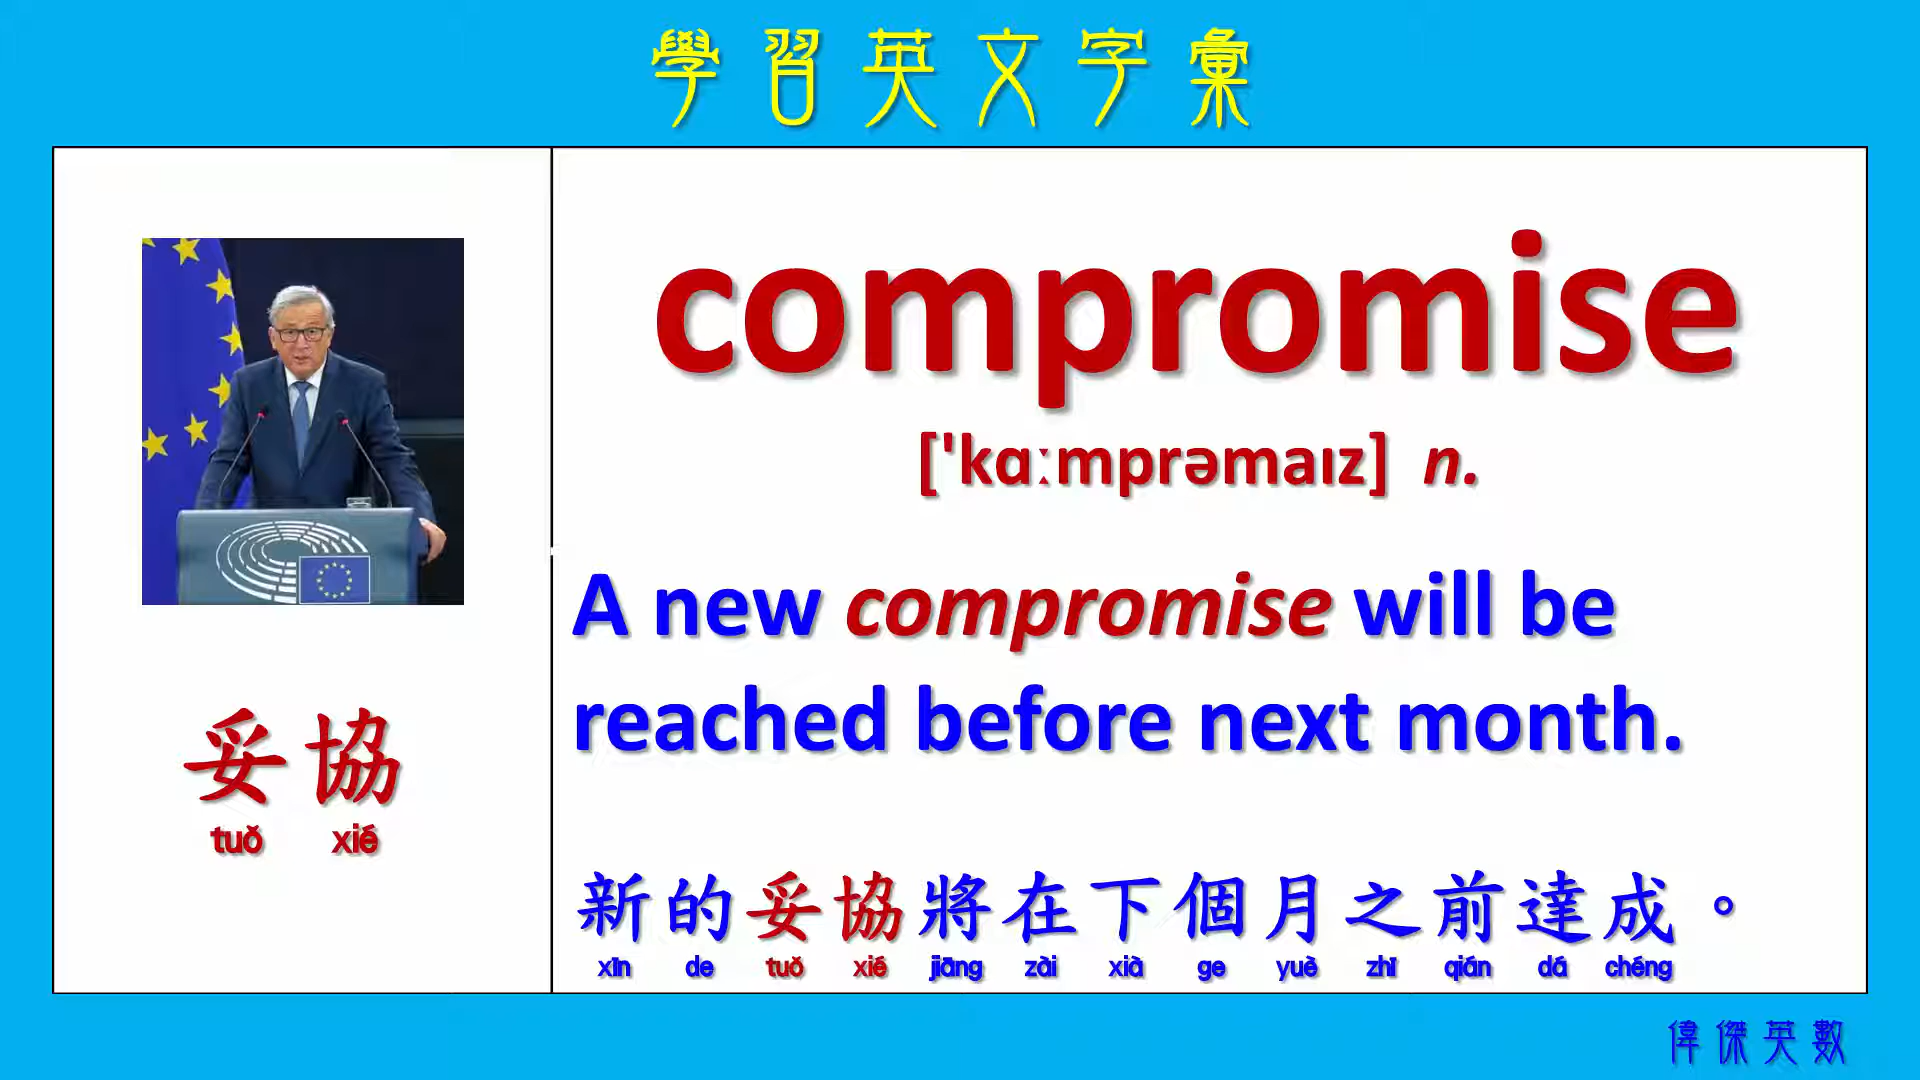 學習英文字彙
compromise
['kɑːmprəmaɪz] n.
A new compromise will be
reached before next month.
妥協
tuǒ xié
新的妥協將在下個月之前達成。
xīn de tuǒ xié jiāng zài xià ge yuè zhī qián dá chéng
偉傑英數